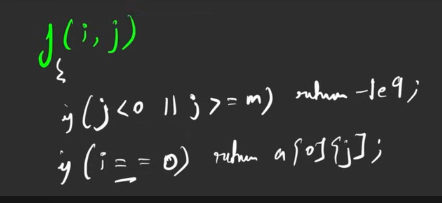 f(i, j)
{
if (j<0 || j >= m) return -1e9;
if (i == 0) return a[0][j];